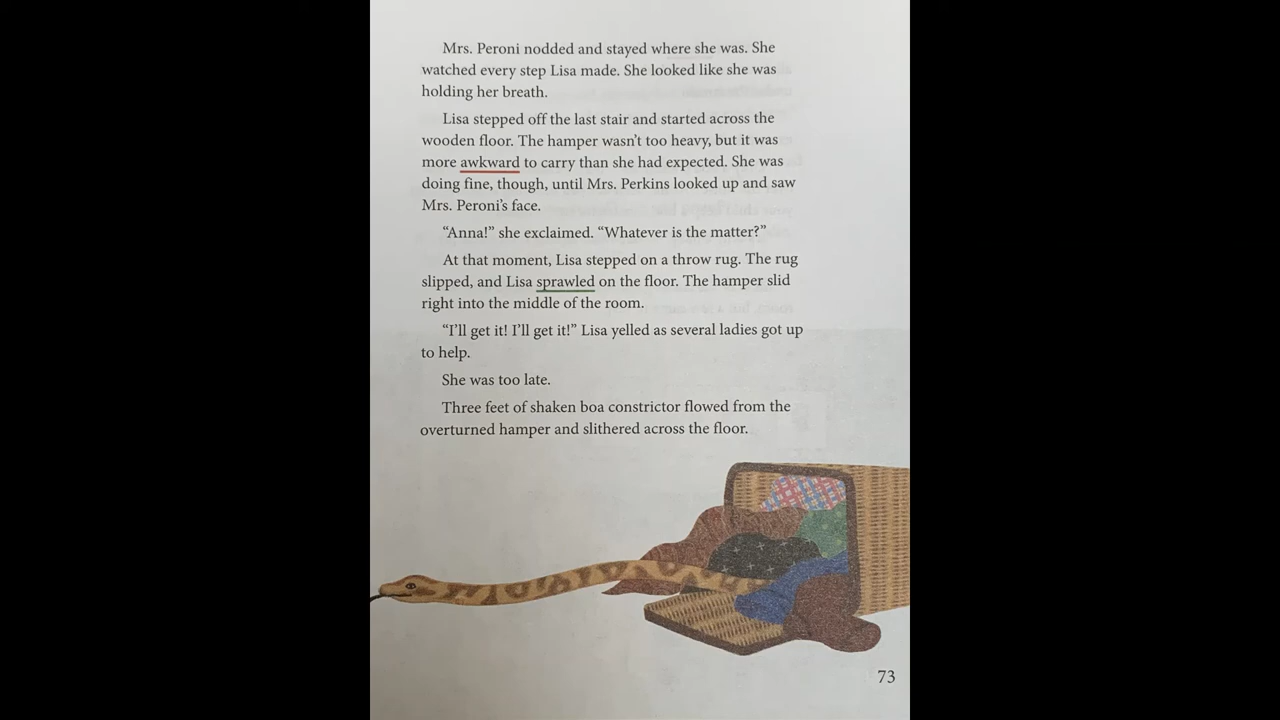 Mrs. Peroni nodded and stayed where she was. She
watched every step Lisa made. She looked like she was
holding her breath.
Lisa stepped off the last stair and started across the
wooden floor. The hamper wasn't too heavy, but it was
more awkward to carry than she had expected. She was
doing fine, though, until Mrs. Perkins looked up and saw
Mrs. Peroni's face.
“Anna!” she exclaimed. “Whatever is the matter?”
At that moment, Lisa stepped on a throw rug. The rug
slipped, and Lisa sprawled on the floor. The hamper slid
right into the middle of the room.
“I'll get it! I'll get it!” Lisa yelled as several ladies got up
to help.
She was too late.
Three feet of shaken boa constrictor flowed from the
overturned hamper and slithered across the floor.
73